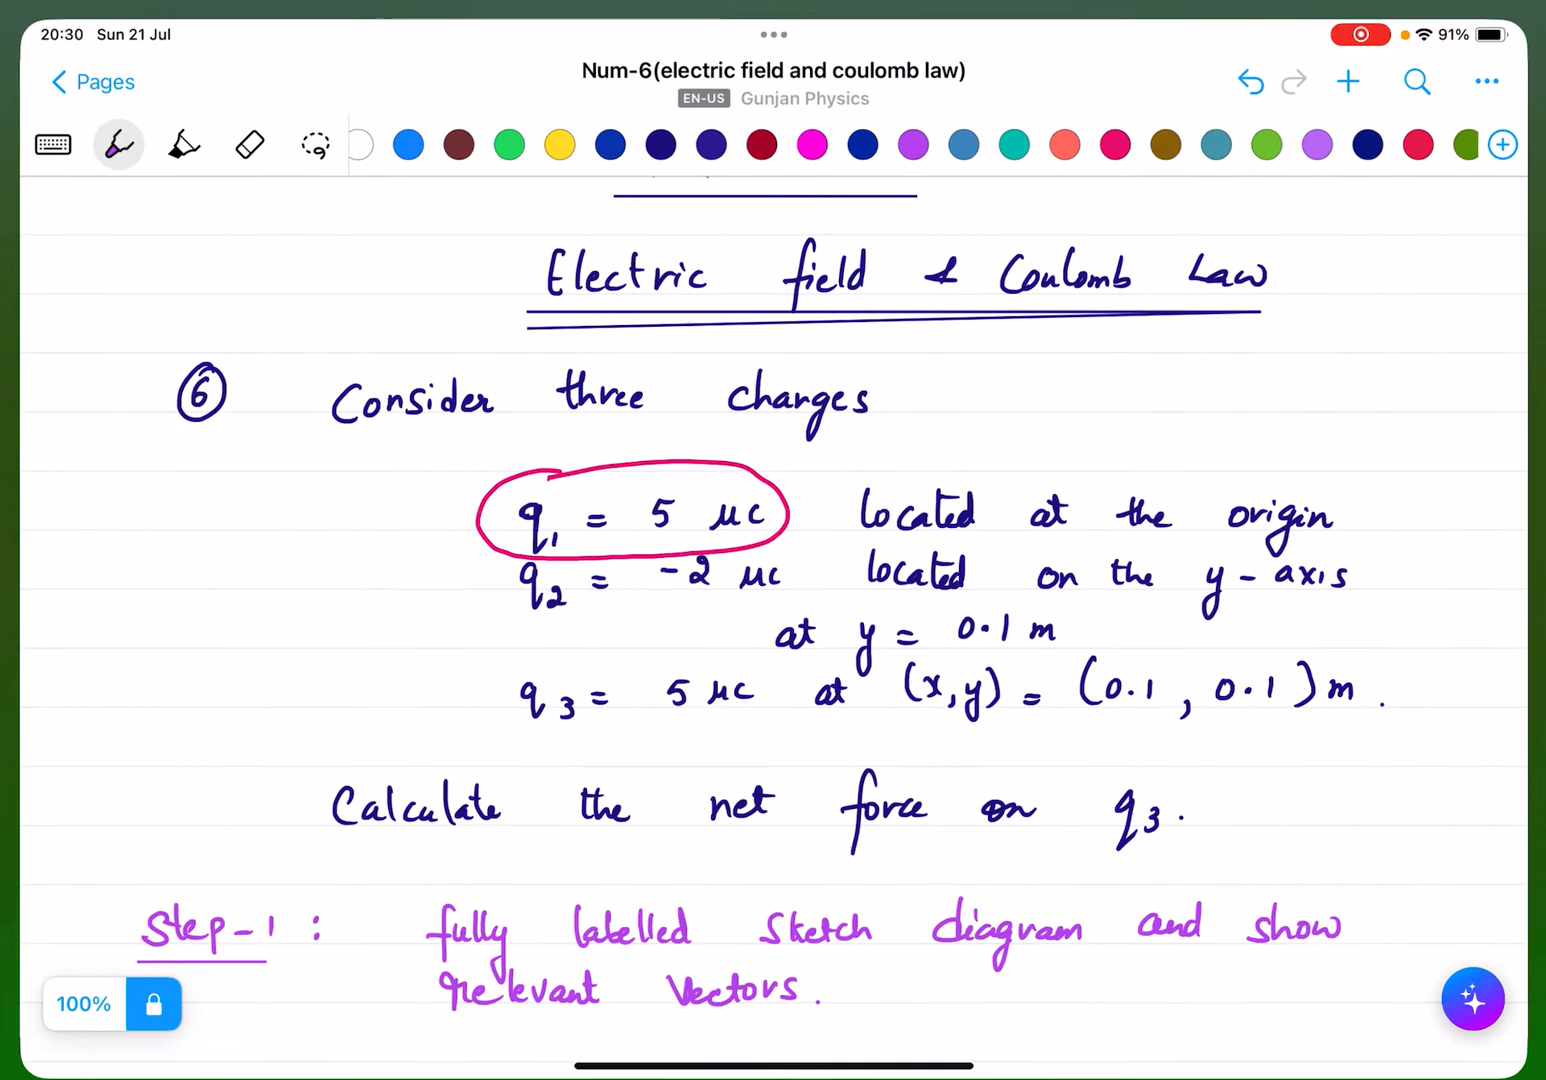 20:30 Sun 21 Jul
91%
Pages
Num-6(electric field and coulomb law)
EN-US Gunjan Physics
Electric field & Coulomb Law
⑥ Consider three charges
q₁ = 5 μc located at the origin
q₂ = -2 μc located on the y-axis
at y = 0.1 m
q₃ = 5 μc at (x,y) = (0.1, 0.1) m.
Calculate the net force on q₃.
Step-1: fully labelled sketch diagram and show
relevant vectors.
100%